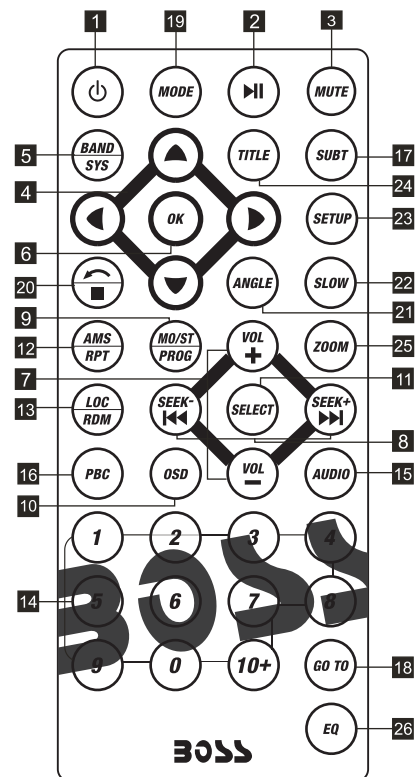 1 19 2 3
MODE MUTE
5 BAND SYS TITLE SUBT 17
4 24
OK SETUP 23
6
20 ANGLE SLOW 22
9 21
12 AMS RPT MO/ST PROG VOL + ZOOM 25
7 11
13 LOC RDM SEEK- SELECT SEEK+
8
16 PBC OSD VOL - AUDIO 15
10
1 2 3 4
14 5 6 7 8
9 0 10+ GO TO 18
EQ 26
BOSS